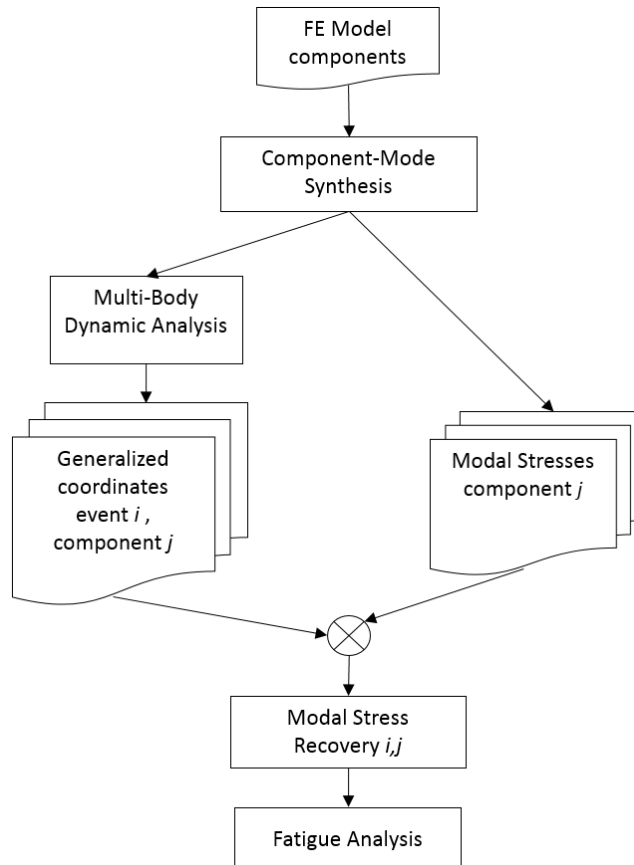 FE Model
components
Component-Mode
Synthesis
Multi-Body
Dynamic Analysis
Generalized
coordinates
event i ,
component j
Modal Stresses
component j
Modal Stress
Recovery i,j
Fatigue Analysis